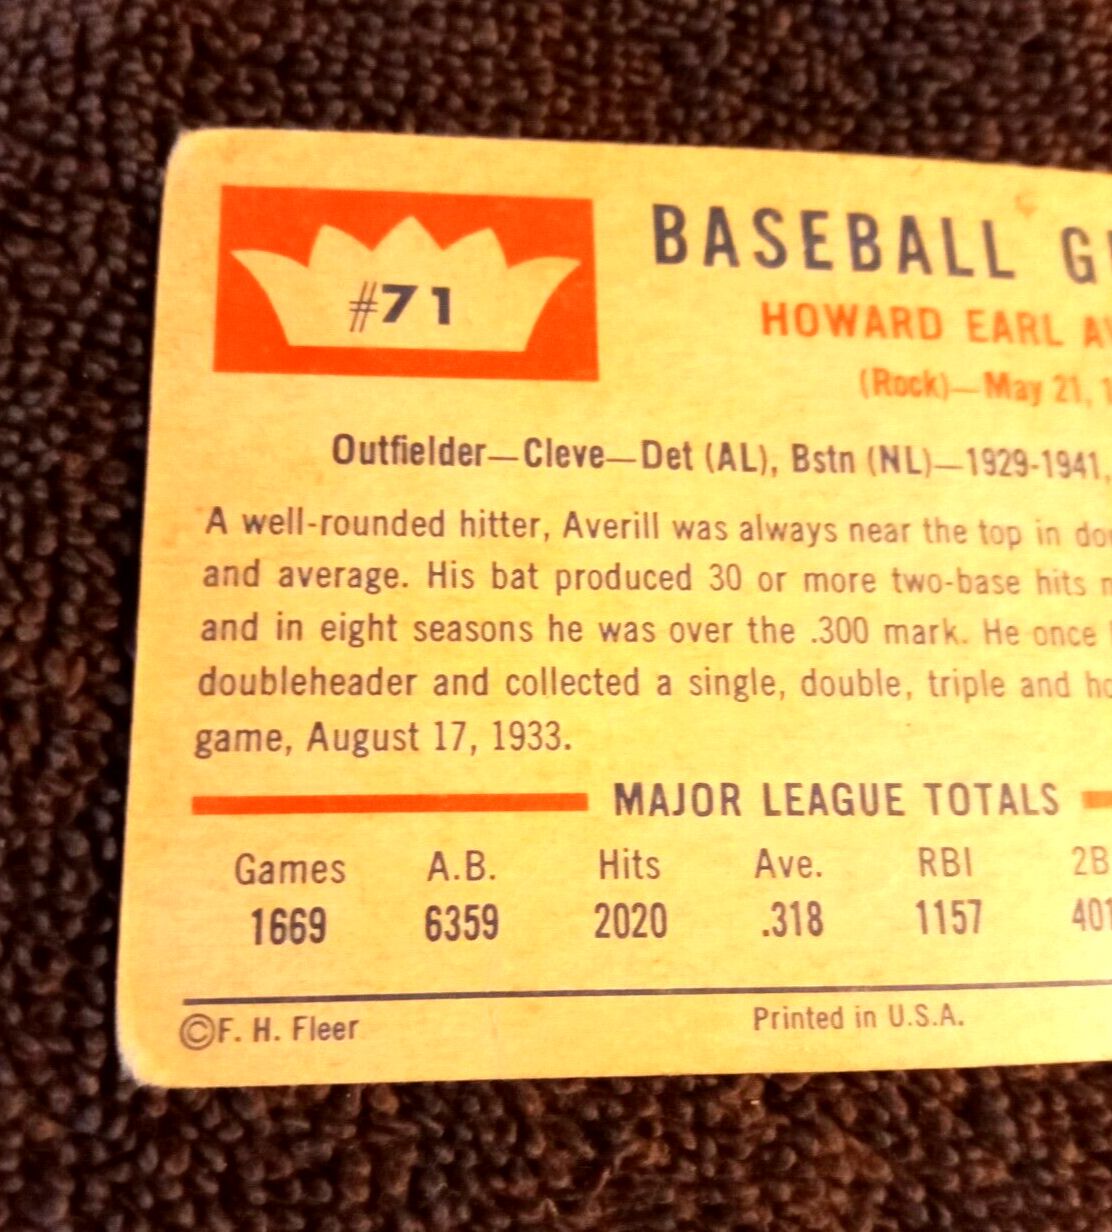 #71
BASEBALL
HOWARD EARL
(Rock)—May 21,
Outfielder—Cleve—Det (AL), Bstn (NL)—1929-1941,
A well-rounded hitter, Averill was always near the top in
and average. His bat produced 30 or more two-base hits
and in eight seasons he was over the .300 mark. He once
doubleheader and collected a single, double, triple and
game, August 17, 1933.
MAJOR LEAGUE TOTALS
Games A.B. Hits Ave. RBI 2B
1669 6359 2020 .318 1157 401
©F. H. Fleer Printed in U.S.A.